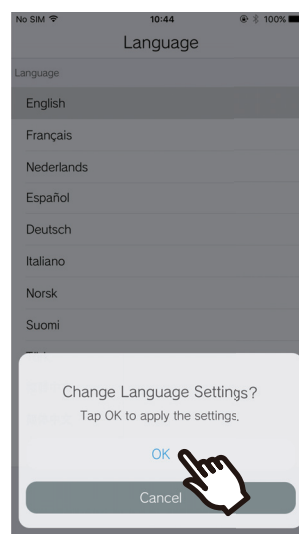 No SIM 10:44 100%
Language
Language
English
Français
Nederlands
Español
Deutsch
Italiano
Norsk
Suomi
Change Language Settings?
Tap OK to apply the settings.
OK
Cancel